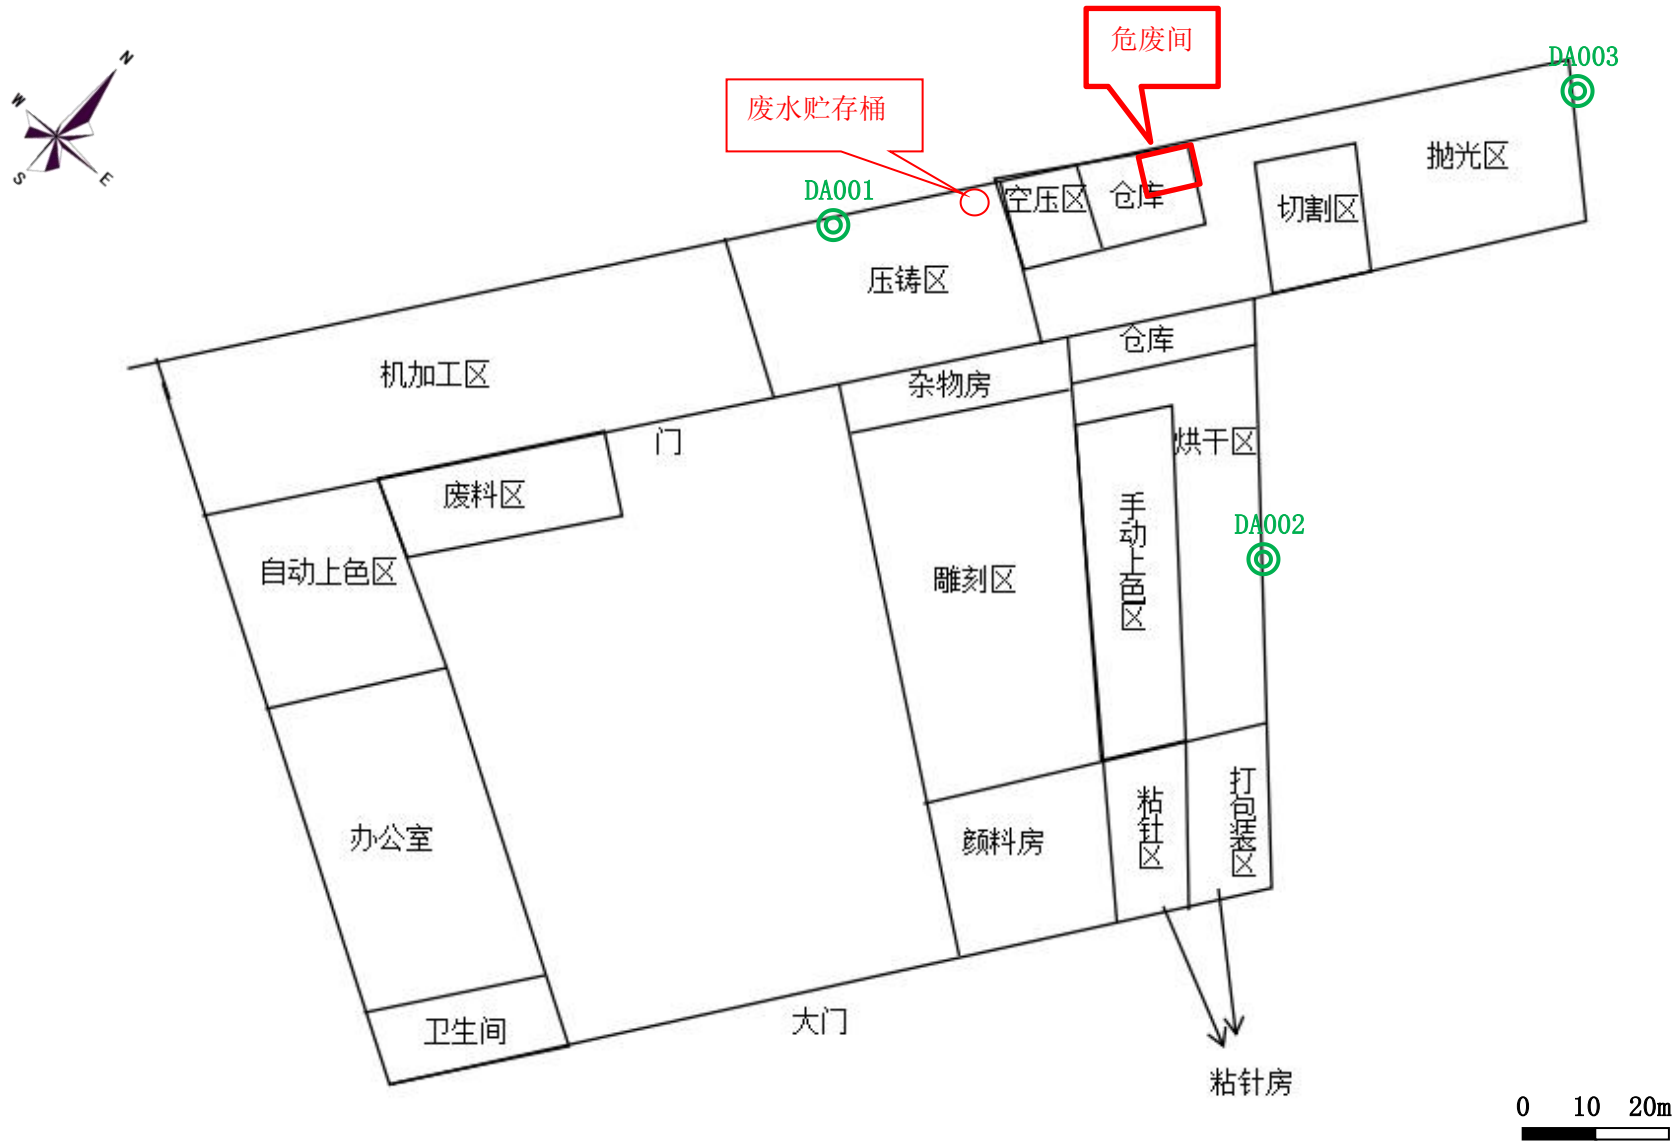 危废间
DA003
N
废水贮存桶
W
抛光区
S
E
DA001
空压区
仓库
切割区
压铸区
仓库
机加工区
杂物房
门
烘干区
废料区
手动上色区
DA002
自动上色区
雕刻区
打包装区
粘针区
办公室
颜料房
大门
卫生间
粘针房
0 10 20m